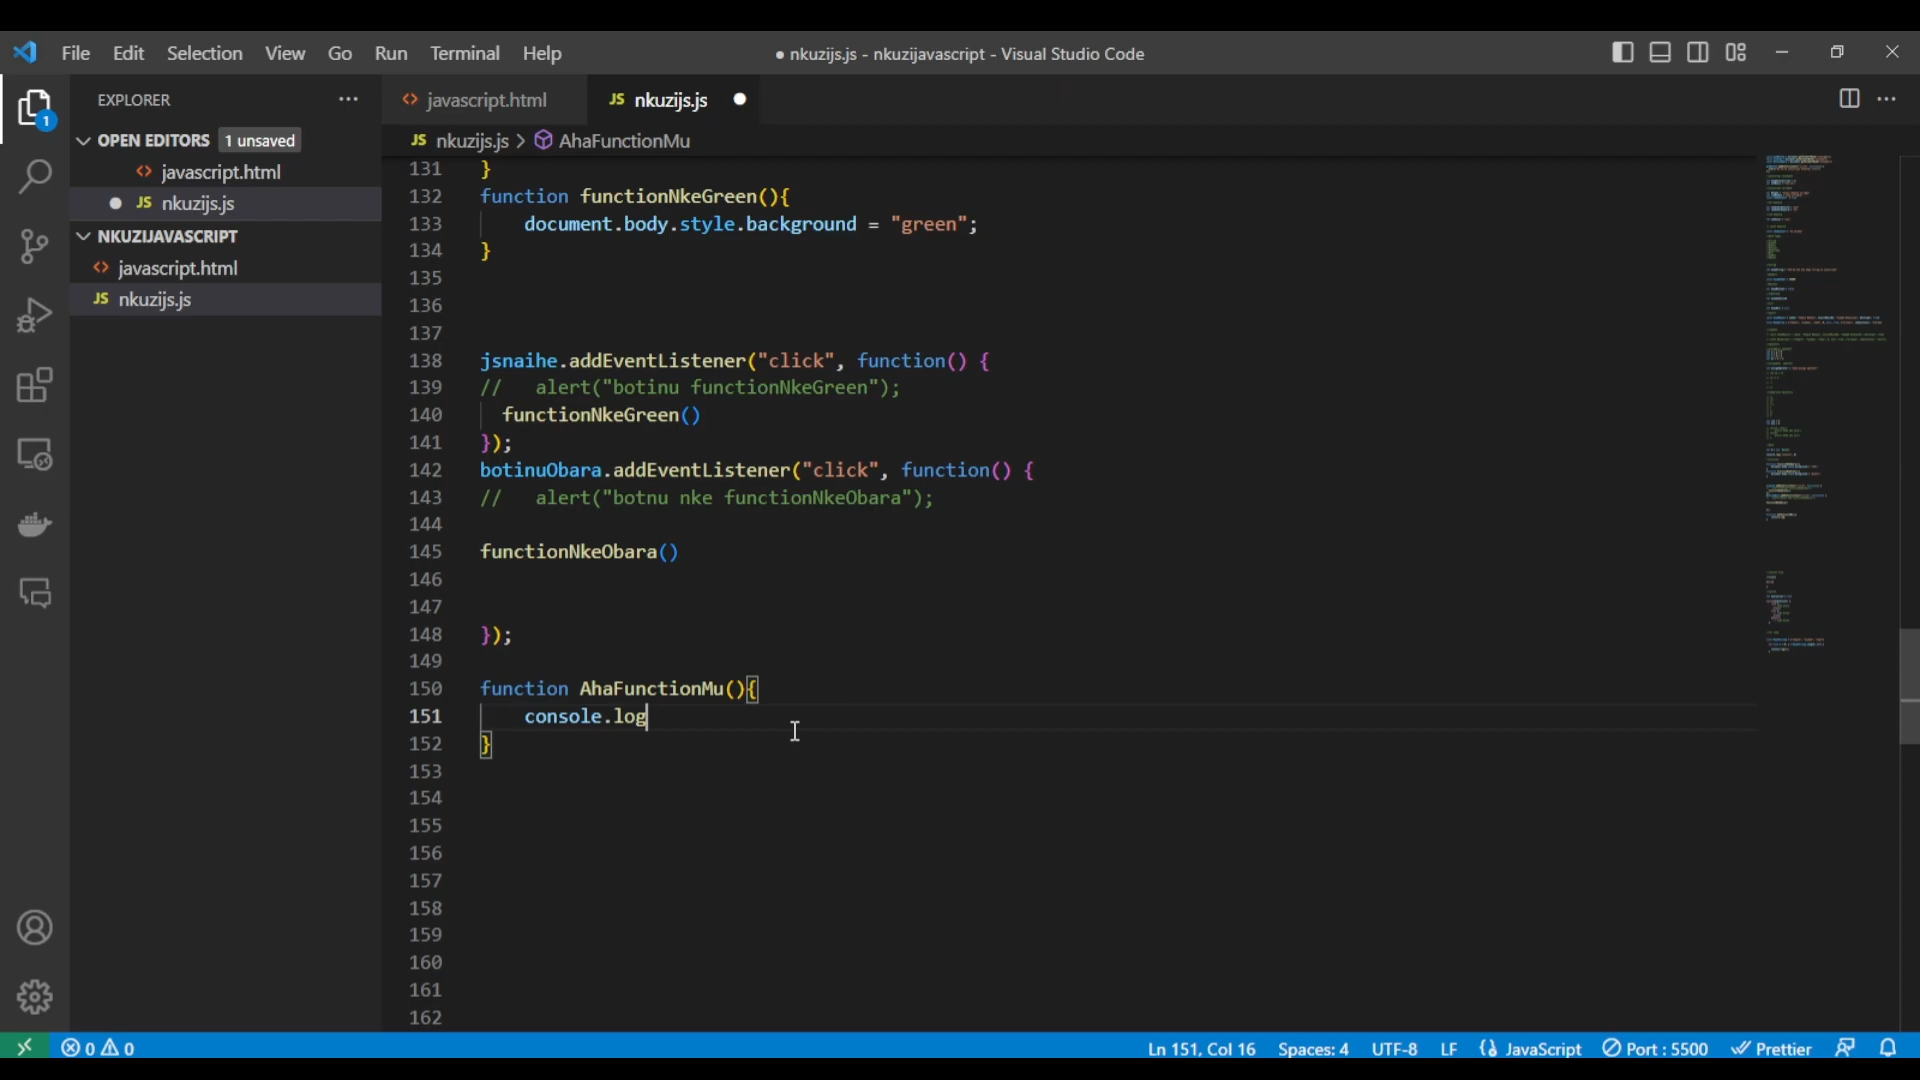 File Edit Selection View Go Run Terminal Help
● nkuzijs.js - nkuzijavascript - Visual Studio Code
EXPLORER
OPEN EDITORS 1 unsaved
<> javascript.html
● JS nkuzijs.js
NKUZIJAVASCRIPT
<> javascript.html
JS nkuzijs.js
1
<> javascript.html JS nkuzijs.js ●
JS nkuzijs.js > AhaFunctionMu
131 }
132 function functionNkeGreen(){
133 document.body.style.background = "green";
134 }
135
136
137
138 jsnaihe.addEventListener("click", function() {
139 // alert("botinu functionNkeGreen");
140 functionNkeGreen()
141 });
142 botinuObara.addEventListener("click", function() {
143 // alert("botnu nke functionNkeObara");
144
145 functionNkeObara()
146
147
148 });
149
150 function AhaFunctionMu(){
151 console.log
152 }
153
154
155
156
157
158
159
160
161
162
0 0 Ln 151, Col 16 Spaces: 4 UTF-8 LF JavaScript Port : 5500 Prettier